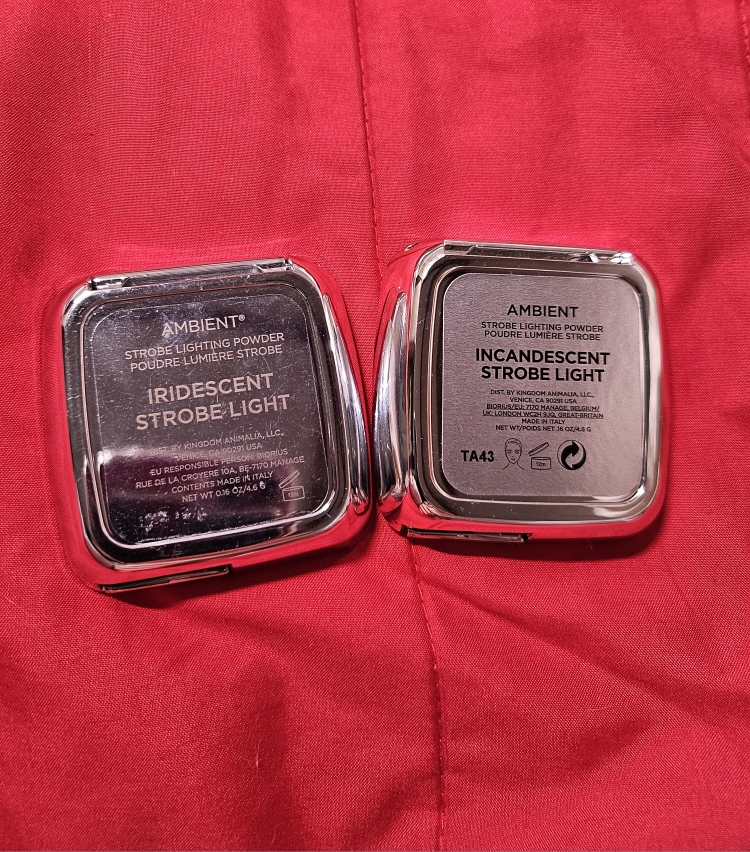 AMBIENT®
STROBE LIGHTING POWDER
POUDRE LUMIÈRE STROBE
IRIDESCENT
STROBE LIGHT
DIST. BY KINGDOM ANIMALIA, LLC
VENICE, CA 90291 USA
EU RESPONSIBLE PERSON: BIORIUS
RUE DE LA CROYERE 10A, BE-7170 MANAGE
CONTENTS MADE IN ITALY
NET WT 0.16 OZ/4.6 G
12m
AMBIENT
STROBE LIGHTING POWDER
POUDRE LUMIÈRE STROBE
INCANDESCENT
STROBE LIGHT
DIST. BY KINGDOM ANIMALIA, LLC.,
VENICE, CA 90291 USA
BIORIUS/EU: 7170 MANAGE, BELGIUM/
UK: LONDON WC2H 9JQ, GREAT-BRITAIN
MADE IN ITALY
NET WT/POIDS NET .16 OZ/4.6 G
TA43
12m